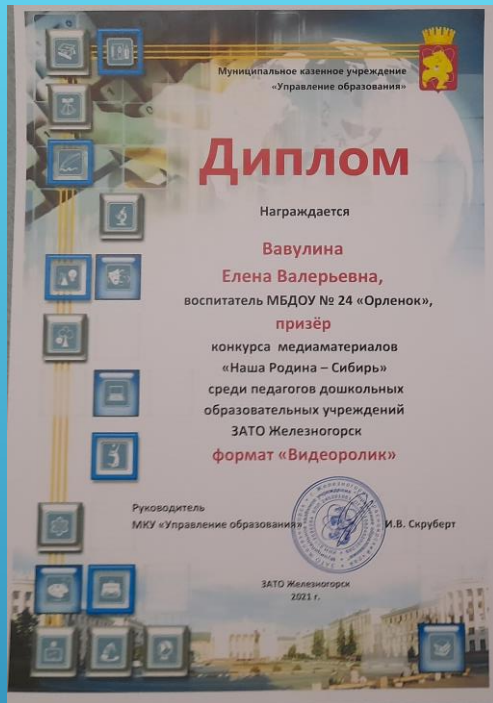 Муниципальное казенное учреждение
«Управление образования»
Диплом
Награждается
Вавулина
Елена Валерьевна,
воспитатель МБДОУ № 24 «Орленок»,
призёр
конкурса медиаматериалов
«Наша Родина – Сибирь»
среди педагогов дошкольных
образовательных учреждений
ЗАТО Железногорск
формат «Видеоролик»
Руководитель
МКУ «Управление образования»
И.В. Скруберт
ЗАТО Железногорск
2021 г.